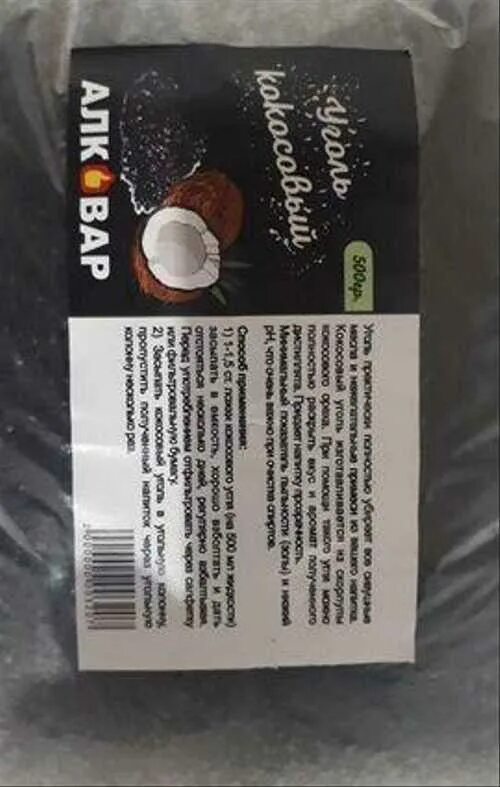 АЛКОВАР
Уголь
кокосовый
500гр.
Уголь практически полностью убирает все сивушные
масла и нежелательные примеси из вашего напитка.
Кокосовый уголь изготавливается из скорлупы
кокосового ореха. При помощи такого угля можно
полностью раскрыть вкус и аромат полученного
дистиллята. Придает напитку прозрачность.
Минимальный показатель пыльности (золы) и низкий
pH, что очень важно при очистке спиртов.
Способ применения:
1) 1-1,5 ст. ложки кокосового угля (на 500 мл жидкости)
засыпать в емкость, хорошо взболтать и дать
отстояться несколько дней, регулярно взбалтывая.
Перед употреблением отфильтровать через салфетку
или фильтровальную бумагу.
2) Засыпать кокосовый уголь в угольную колонну,
пропустить полученный напиток через угольную
колонну несколько раз.